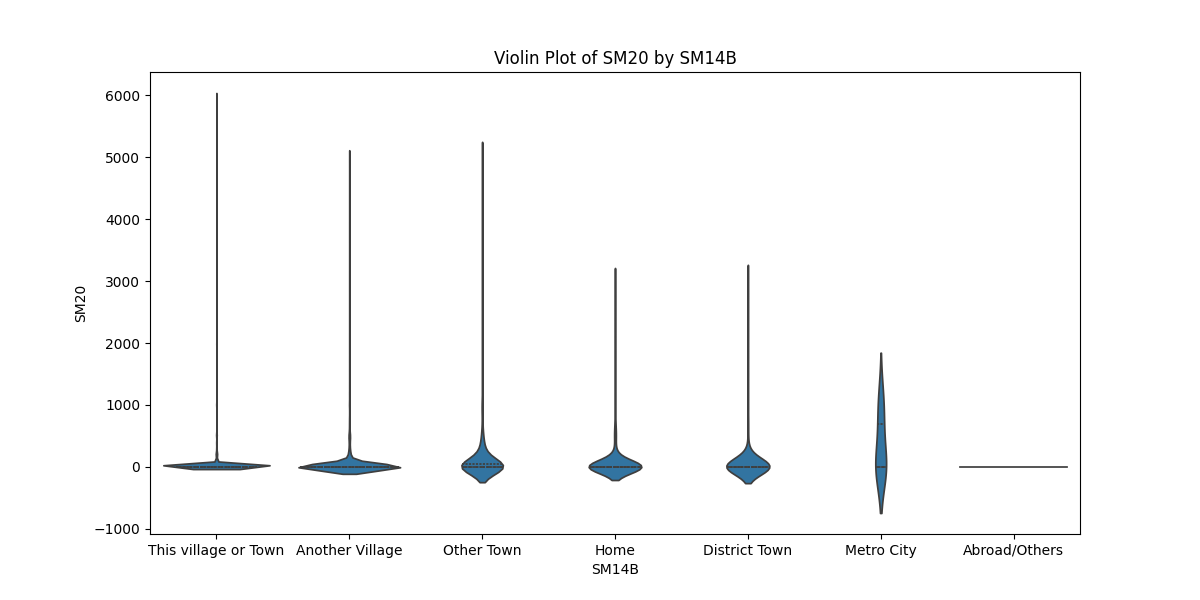 Violin Plot of SM20 by SM14B
6000
5000
4000
3000
2000
1000
0
−1000
SM20
This village or Town
Another Village
Other Town
Home
District Town
Metro City
Abroad/Others
SM14B